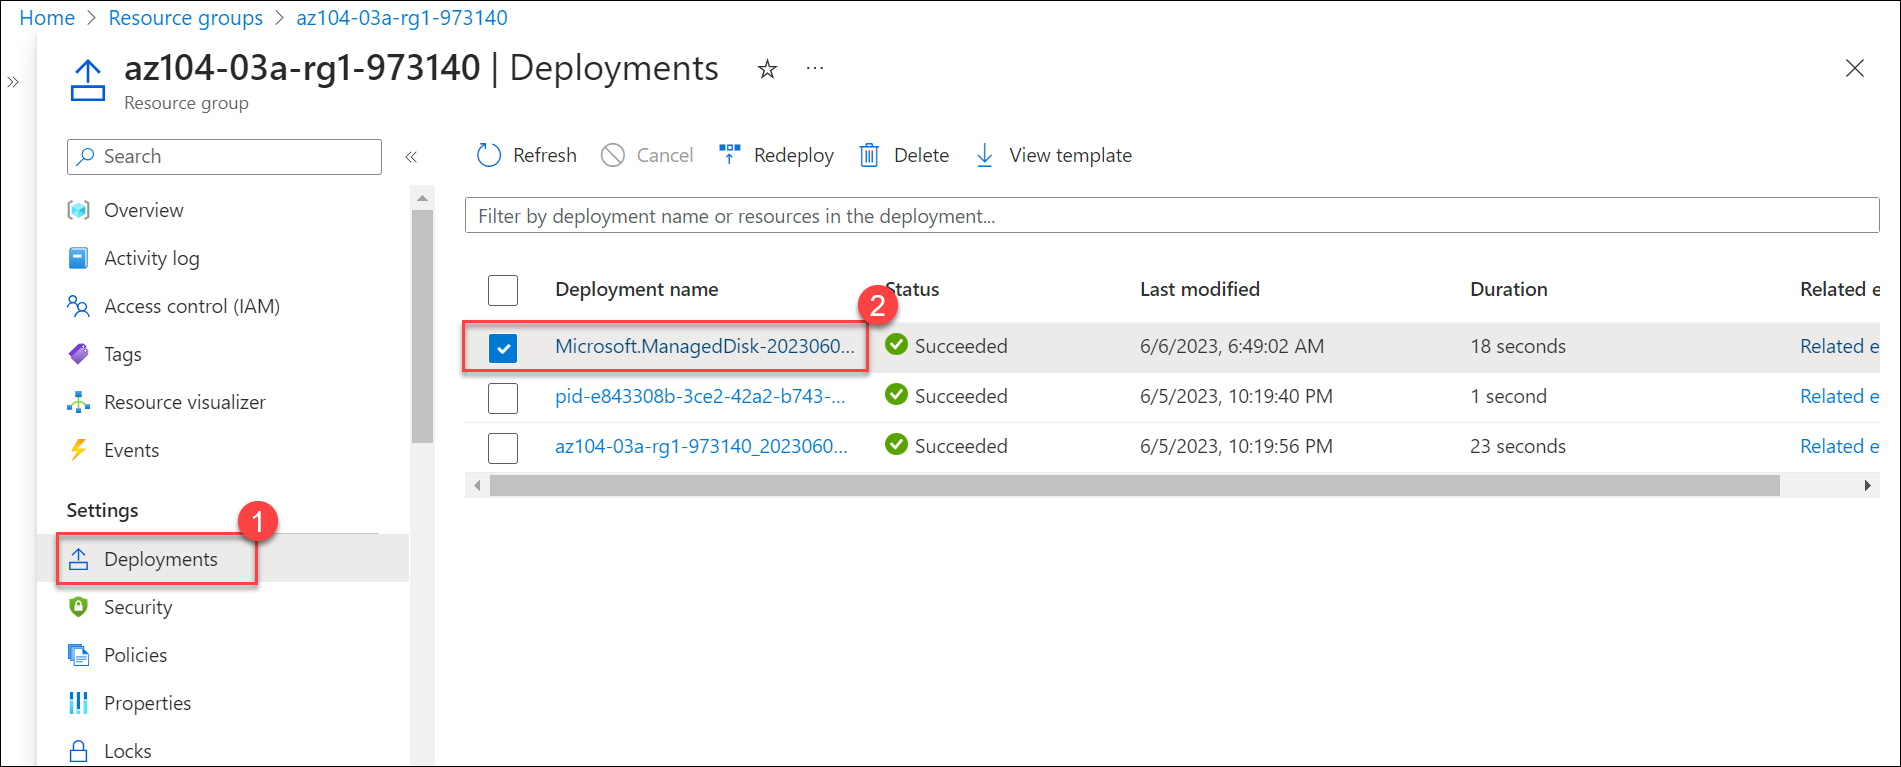 Home > Resource groups > az104-03a-rg1-973140
az104-03a-rg1-973140 | Deployments
Resource group
Search
Refresh Cancel Redeploy Delete View template
Overview
Activity log
Access control (IAM)
Tags
Resource visualizer
Events
Settings
1
Deployments
Security
Policies
Properties
Locks
Filter by deployment name or resources in the deployment...
Deployment name Status Last modified Duration Related e
2
Microsoft.ManagedDisk-2023060... Succeeded 6/6/2023, 6:49:02 AM 18 seconds Related e
pid-e843308b-3ce2-42a2-b743-... Succeeded 6/5/2023, 10:19:40 PM 1 second Related e
az104-03a-rg1-973140_2023060... Succeeded 6/5/2023, 10:19:56 PM 23 seconds Related e